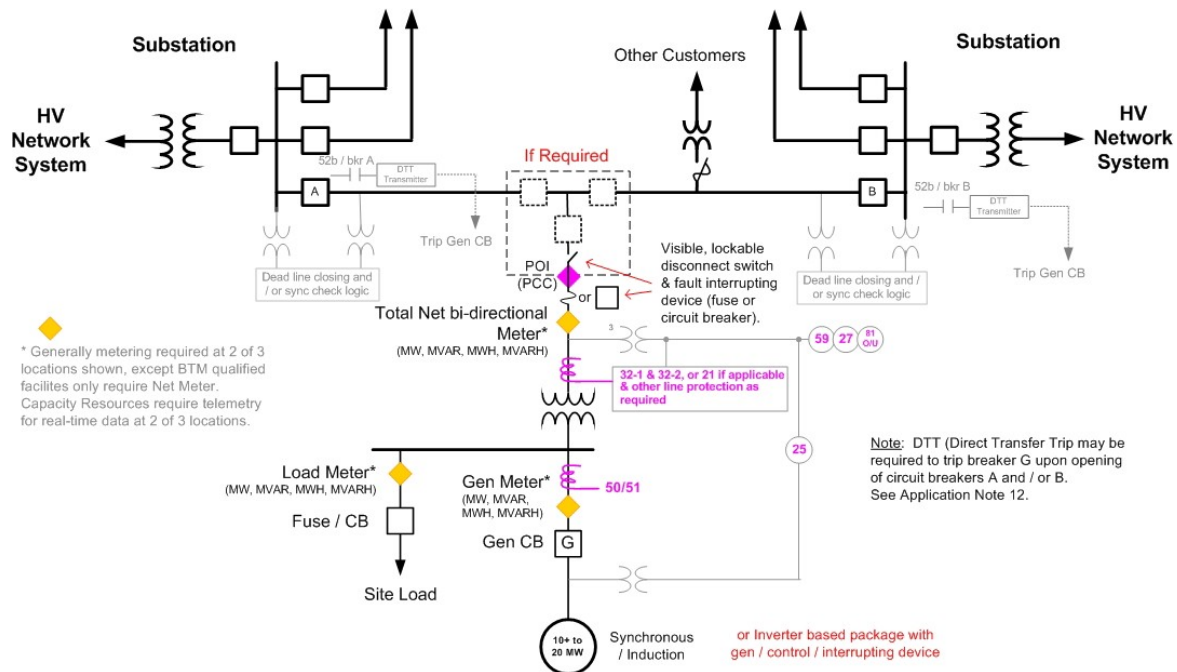 Substation
Substation
Other Customers
HV
Network
System
HV
Network
System
If Required
52b / bkr A
DTT
Transmitter
A
B
52b / bkr B
DTT
Transmitter
Trip Gen CB
Trip Gen CB
Dead line closing and
/ or sync check logic
Dead line closing and /
or sync check logic
POI
(PCC)
or
Visible, lockable
disconnect switch
& fault interrupting
device (fuse or
circuit breaker).
Total Net bi-directional
Meter*
(MW, MVAR, MWH, MVARH)
3
59
27
81
O/U
* Generally metering required at 2 of 3
locations shown, except BTM qualified
facilites only require Net Meter.
Capacity Resources require telemetry
for real-time data at 2 of 3 locations.
32-1 & 32-2, or 21 if applicable
& other line protection as
required
25
Note: DTT (Direct Transfer Trip may be
required to trip breaker G upon opening
of circuit breakers A and / or B.
See Application Note 12.
Load Meter*
(MW, MVAR, MWH, MVARH)
Gen Meter*
(MW, MVAR,
MWH, MVARH)
50/51
Fuse / CB
Gen CB
G
Site Load
10+ to
20 MW
Synchronous
/ Induction
or Inverter based package with
gen / control / interrupting device